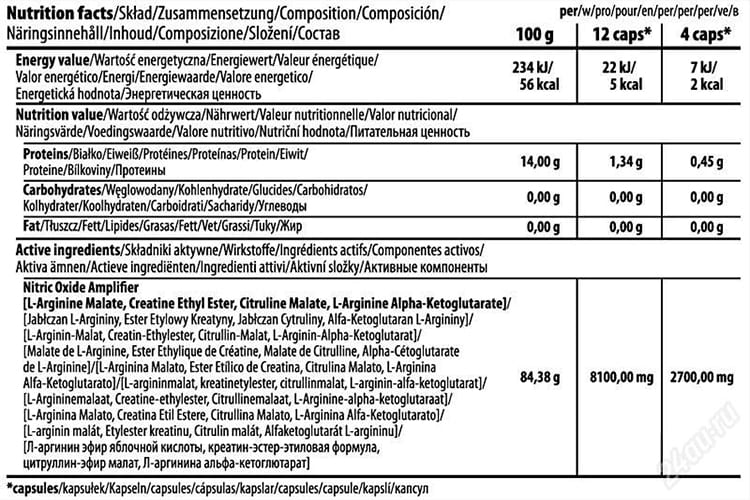 Nutrition facts/Skład/Zusammensetzung/Composition/Composición/
Näringsinnehåll/Inhoud/Composizione/Složení/Состав
per/w/pro/pour/en/per/per/per/ve/в
100 g 12 caps* 4 caps*
Energy value/Wartość energetyczna/Energiewert/Valeur énergétique/
Valor energético/Energi/Energiewaarde/Valore energetico/
Energetická hodnota/Энергетическая ценность
234 kJ/ 22 kJ/ 7 kJ/
56 kcal 5 kcal 2 kcal
Nutrition value/Wartość odżywcza/Nährwert/Valeur nutritionnelle/Valor nutricional/
Näringsvärde/Voedingswaarde/Valore nutritivo/Nutriční hodnota/Питательная ценность
Proteins/Białko/Eiweiß/Protéines/Proteínas/Protein/Eiwit/
Proteine/Bílkoviny/Протеины
14,00 g 1,34 g 0,45 g
Carbohydrates/Węglowodany/Kohlenhydrate/Glucides/Carbohidratos/
Kolhydrater/Koolhydraten/Carboidrati/Sacharidy/Углеводы
0,00 g 0,00 g 0,00 g
Fat/Tłuszcz/Fett/Lipides/Grasas/Fett/Vet/Grassi/Tuky/Жир
0,00 g 0,00 g 0,00 g
Active ingredients/Składniki aktywne/Wirkstoffe/Ingrédients actifs/Componentes activos/
Aktiva ämnen/Actieve ingrediënten/Ingredienti attivi/Aktivní složky/Активные компоненты
Nitric Oxide Amplifier
[L-Arginine Malate, Creatine Ethyl Ester, Citruline Malate, L-Arginine Alpha-Ketoglutarate]/
[Jabłczan L-Argininy, Ester Etylowy Kreatyny, Jabłczan Cytruliny, Alfa-Ketoglutaran L-Argininy]/
[L-Arginin-Malat, Creatin-Ethylester, Citrullin-Malat, L-Arginin-Alpha-Ketoglutarat]/
[Malate de L-Arginine, Ester Ethylique de Créatine, Malate de Citrulline, Alpha-Cétoglutarate
de L-Arginine]/[L-Arginina Malato, Ester Etílico de Creatina, Citrulina Malato, L-Arginina
Alfa-Ketoglutarato]/[L-argininmalat, kreatinetylester, citrullinmalat, L-arginin-alfa-ketoglutarat]/
[L-Arginineamalaat, Creatine-ethylester, Citrullinemalaat, L-Arginine-alpha-ketoglutaraat]/
[L-Arginina Malato, Creatina Etil Estere, Citrullina Malato, L-Arginina Alfa-Ketoglutarato]/
[L-arginin malát, Etylester kreatinu, Citrulin malát, Alfaketoglutarát L-argininu]/
[Л-аргинин эфир яблочной кислоты, креатин-эстер-этиловая формула,
цитруллин-эфир малат, Л-аргинина альфа-кетоглютарат]
84,38 g 8100,00 mg 2700,00 mg
*capsules/kapsułek/Kapseln/capsules/cápsulas/kapslar/capsules/capsule/kapslí/капсул
24au.ru